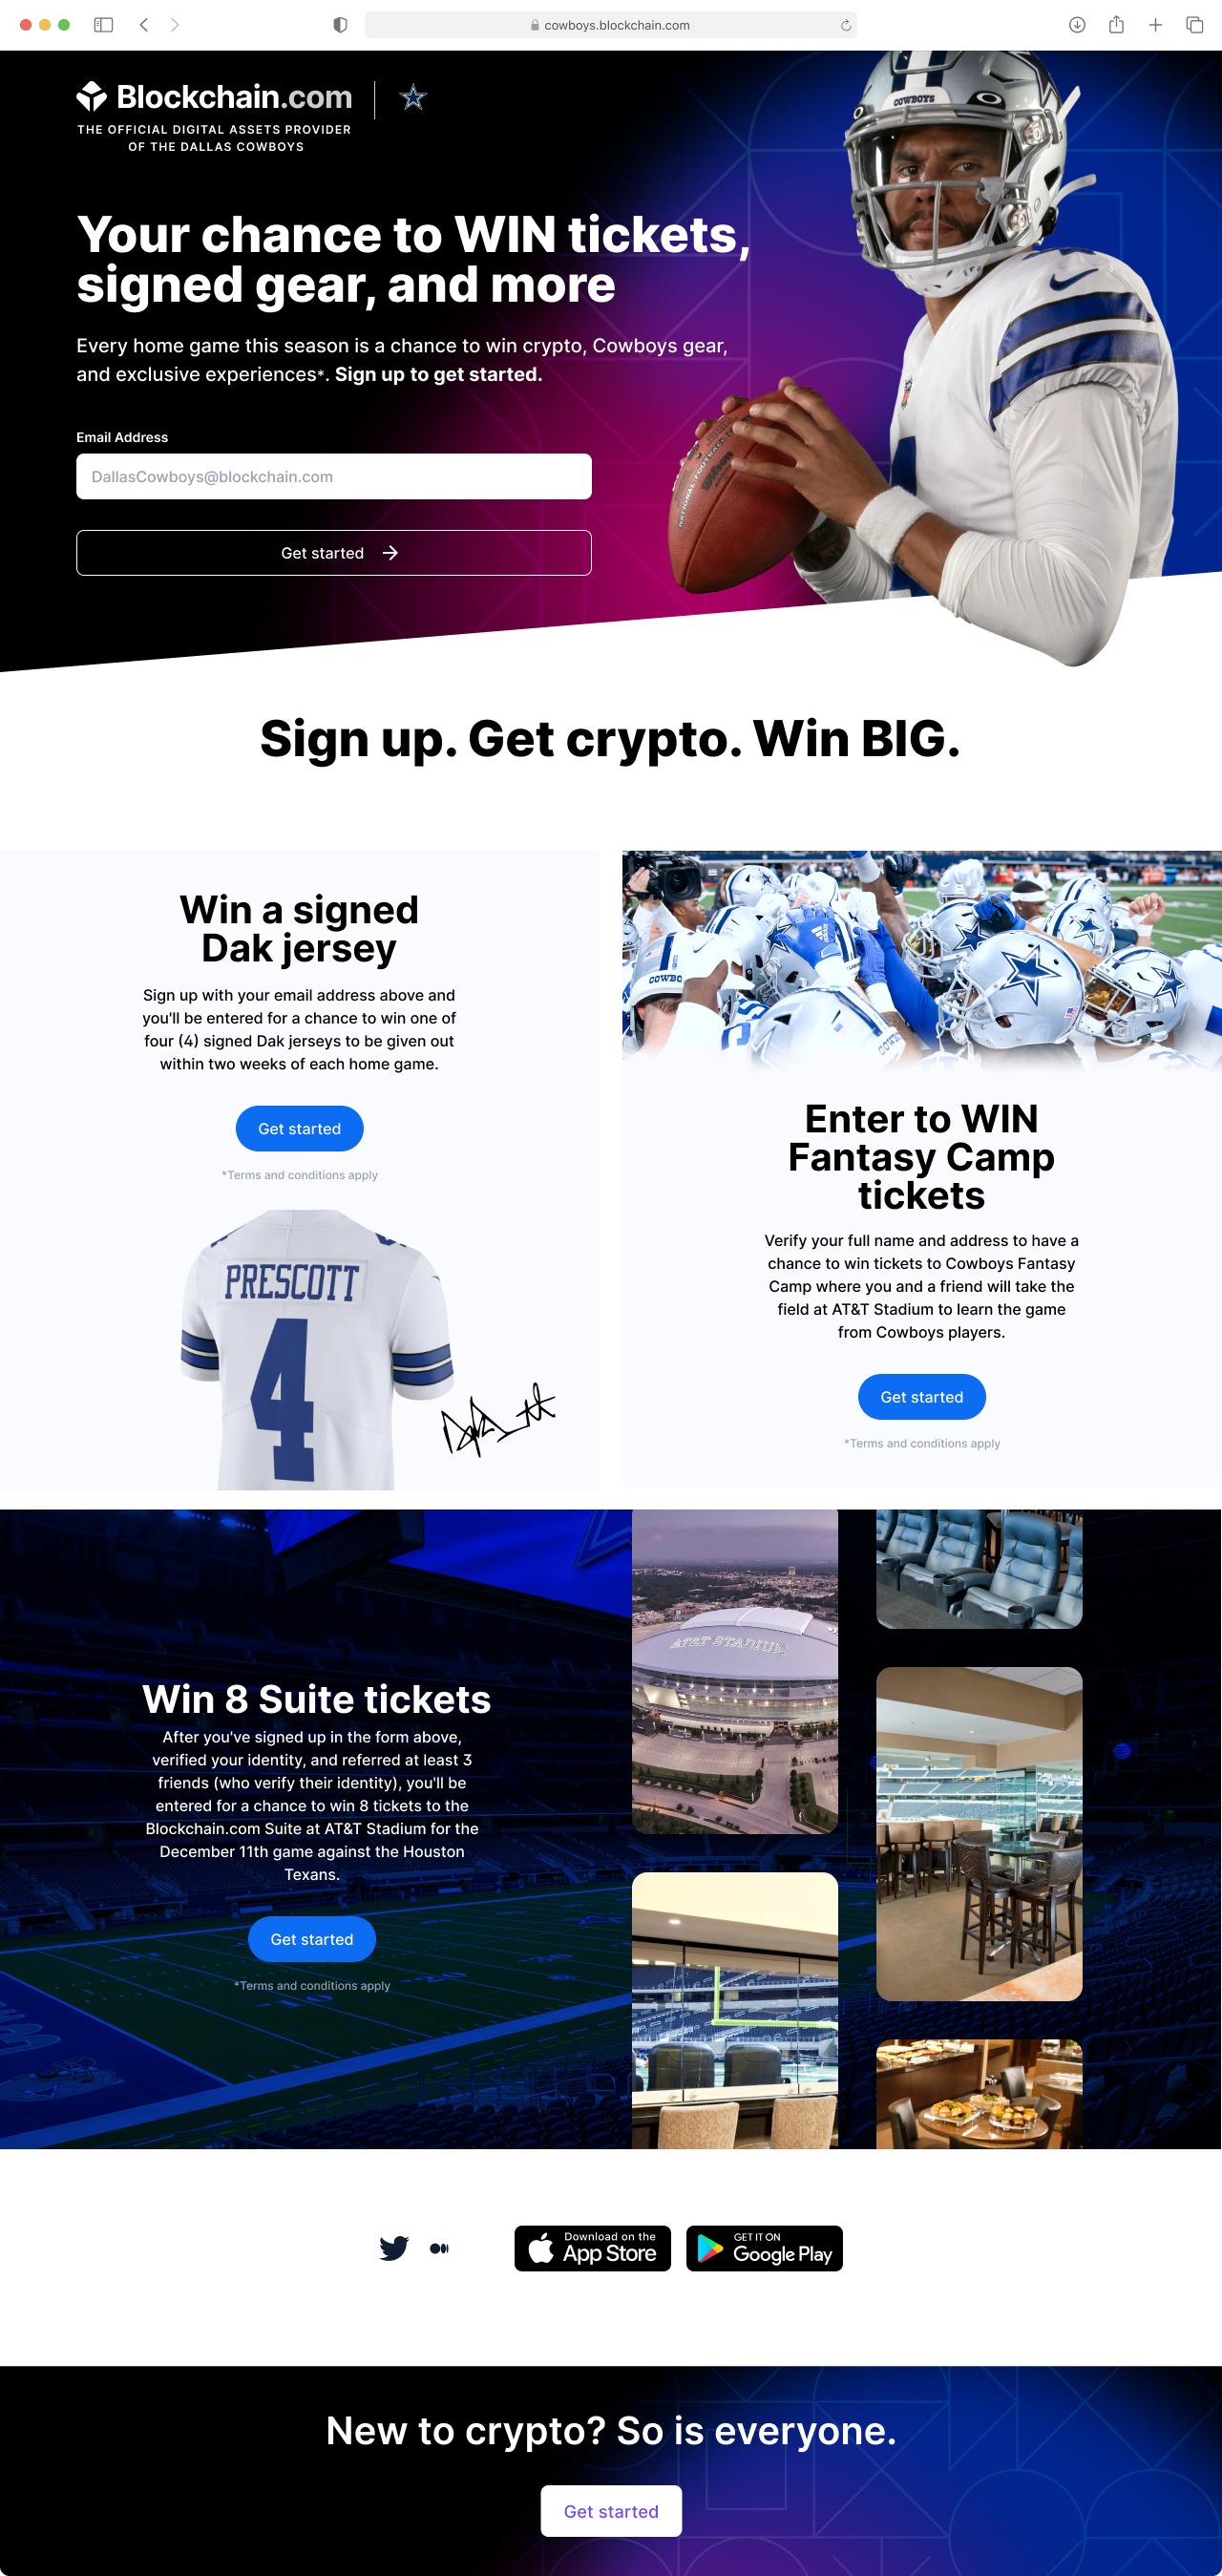 cowboys.blockchain.com
Blockchain.com
THE OFFICIAL DIGITAL ASSETS PROVIDER
OF THE DALLAS COWBOYS
COWBOYS
Your chance to WIN tickets,
signed gear, and more
Every home game this season is a chance to win crypto, Cowboys gear,
and exclusive experiences*. Sign up to get started.
Email Address
DallasCowboys@blockchain.com
Get started
Sign up. Get crypto. Win BIG.
Win a signed
Dak jersey
Sign up with your email address above and
you'll be entered for a chance to win one of
four (4) signed Dak jerseys to be given out
within two weeks of each home game.
Get started
*Terms and conditions apply
PRESCOTT
4
Enter to WIN
Fantasy Camp
tickets
Verify your full name and address to have a
chance to win tickets to Cowboys Fantasy
Camp where you and a friend will take the
field at AT&T Stadium to learn the game
from Cowboys players.
Get started
*Terms and conditions apply
Win 8 Suite tickets
After you've signed up in the form above,
verified your identity, and referred at least 3
friends (who verify their identity), you'll be
entered for a chance to win 8 tickets to the
Blockchain.com Suite at AT&T Stadium for the
December 11th game against the Houston
Texans.
Get started
*Terms and conditions apply
AT&T STADIUM
Download on the
App Store
GET IT ON
Google Play
New to crypto? So is everyone.
Get started